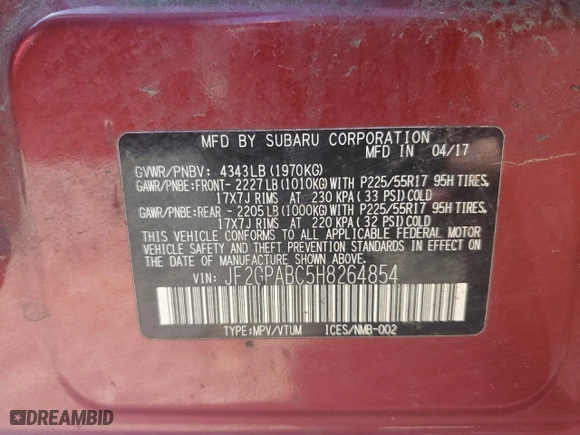 MFD BY SUBARU CORPORATION
MFD IN 04/17
GVWR/PNBV: 4343LB (1970KG)
GAWR/PNBE:FRONT- 2227LB (1010KG) WITH P225/55R17 95H TIRES,
17X7J RIMS AT 230 KPA (33 PSI) COLD
GAWR/PNBE:REAR - 2205LB (1000KG) WITH P225/55R17 95H TIRES,
17X7J RIMS AT 220 KPA (32 PSI) COLD
THIS VEHICLE CONFORMS TO ALL APPLICABLE FEDERAL MOTOR
VEHICLE SAFETY AND THEFT PREVENTION STANDARDS IN EFFECT
ON THE DATE OF MANUFACTURE SHOWN ABOVE.
VIN: JF2GPABC5H8264854
TYPE:MPV/VTUM ICES/NMB-002
DREAMBID